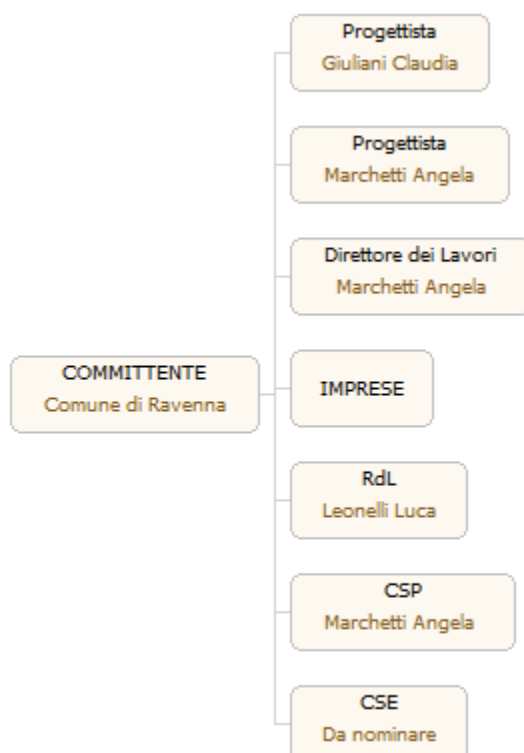 Progettista
Giuliani Claudia
Progettista
Marchetti Angela
Direttore dei Lavori
Marchetti Angela
COMMITTENTE
Comune di Ravenna
IMPRESE
RdL
Leonelli Luca
CSP
Marchetti Angela
CSE
Da nominare